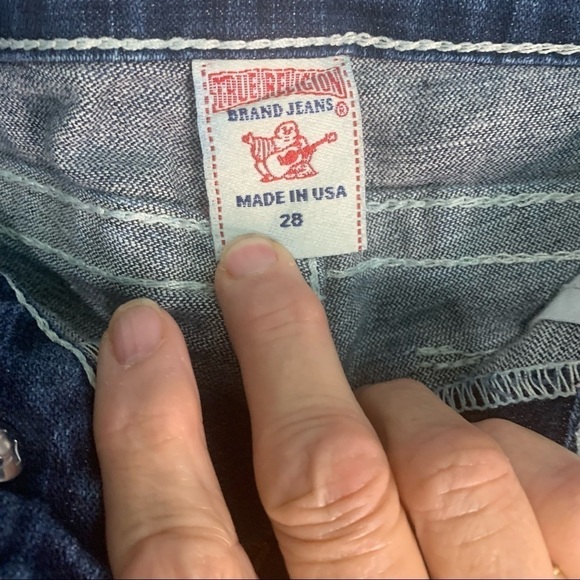 TRUE RELIGION
BRAND JEANS ®
MADE IN USA
28